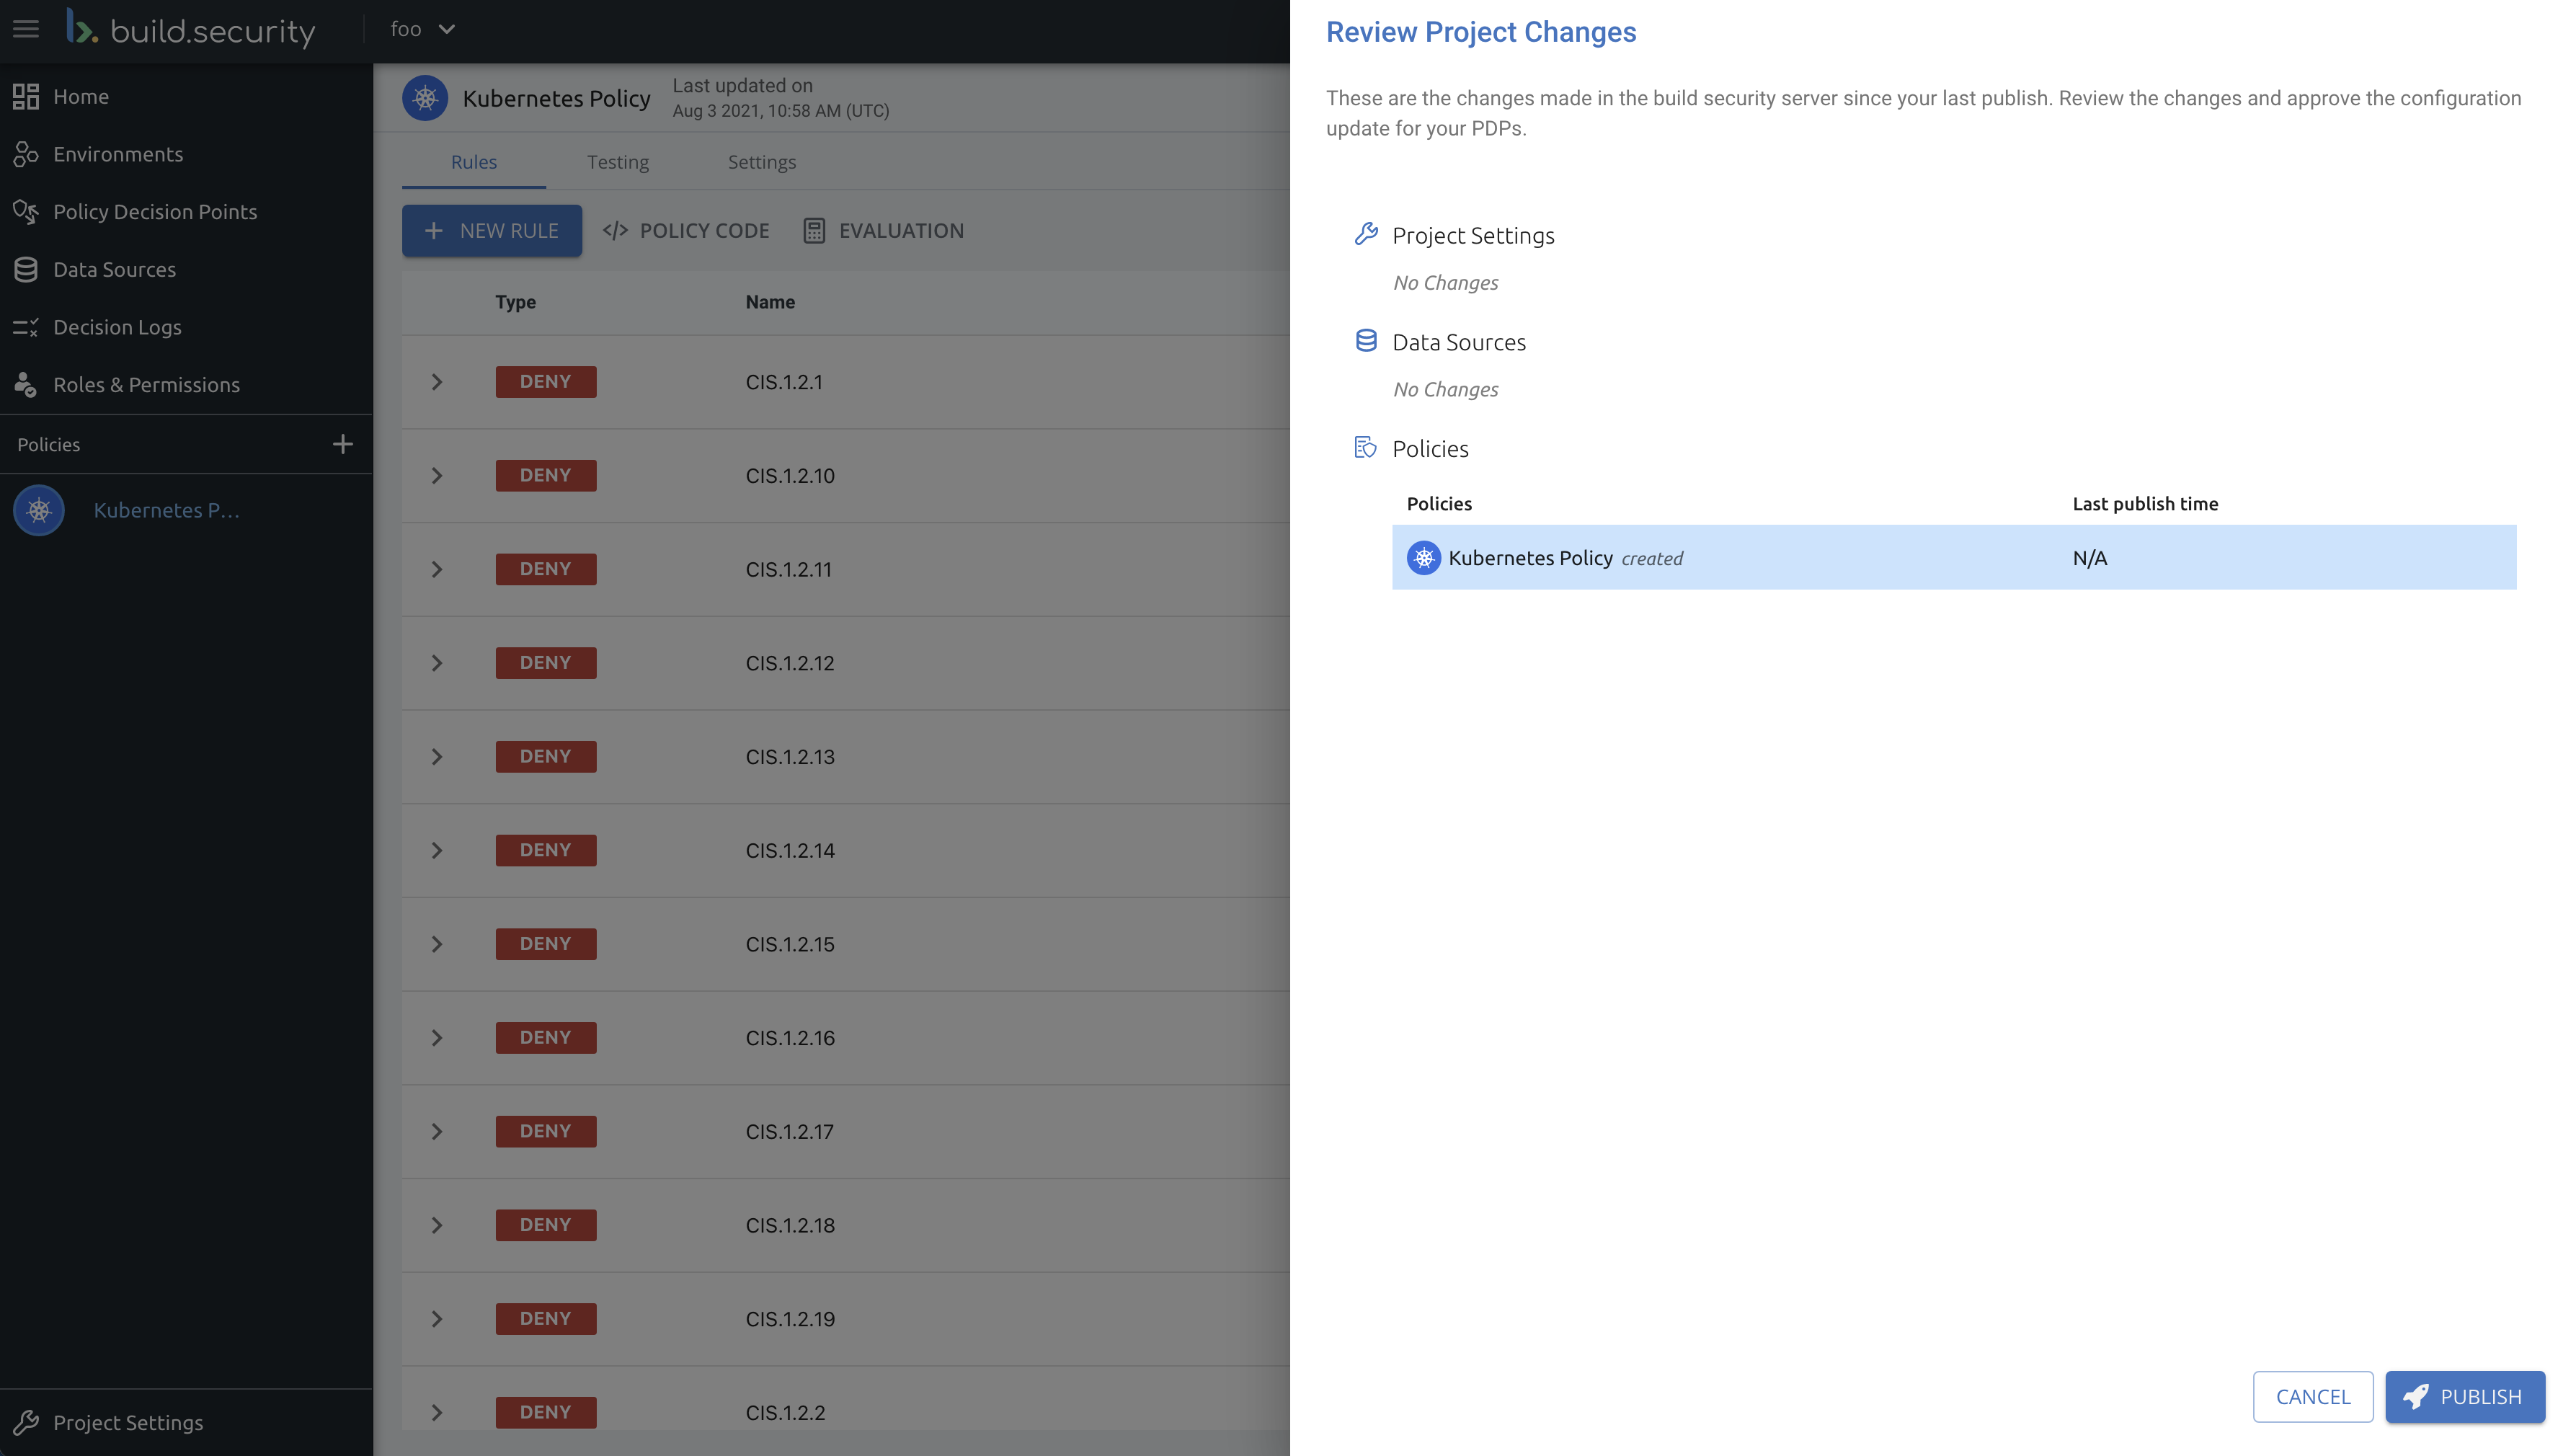 build.security
foo
Home
Environments
Policy Decision Points
Data Sources
Decision Logs
Roles & Permissions
Policies
Kubernetes P...
Project Settings
Kubernetes Policy
Last updated on
Aug 3 2021, 10:58 AM (UTC)
Rules
Testing
Settings
NEW RULE
</> POLICY CODE
EVALUATION
Type Name
DENY CIS.1.2.1
DENY CIS.1.2.10
DENY CIS.1.2.11
DENY CIS.1.2.12
DENY CIS.1.2.13
DENY CIS.1.2.14
DENY CIS.1.2.15
DENY CIS.1.2.16
DENY CIS.1.2.17
DENY CIS.1.2.18
DENY CIS.1.2.19
DENY CIS.1.2.2
Review Project Changes
These are the changes made in the build security server since your last publish. Review the changes and approve the configuration
update for your PDPs.
Project Settings
No Changes
Data Sources
No Changes
Policies
Policies Last publish time
Kubernetes Policy created N/A
CANCEL
PUBLISH